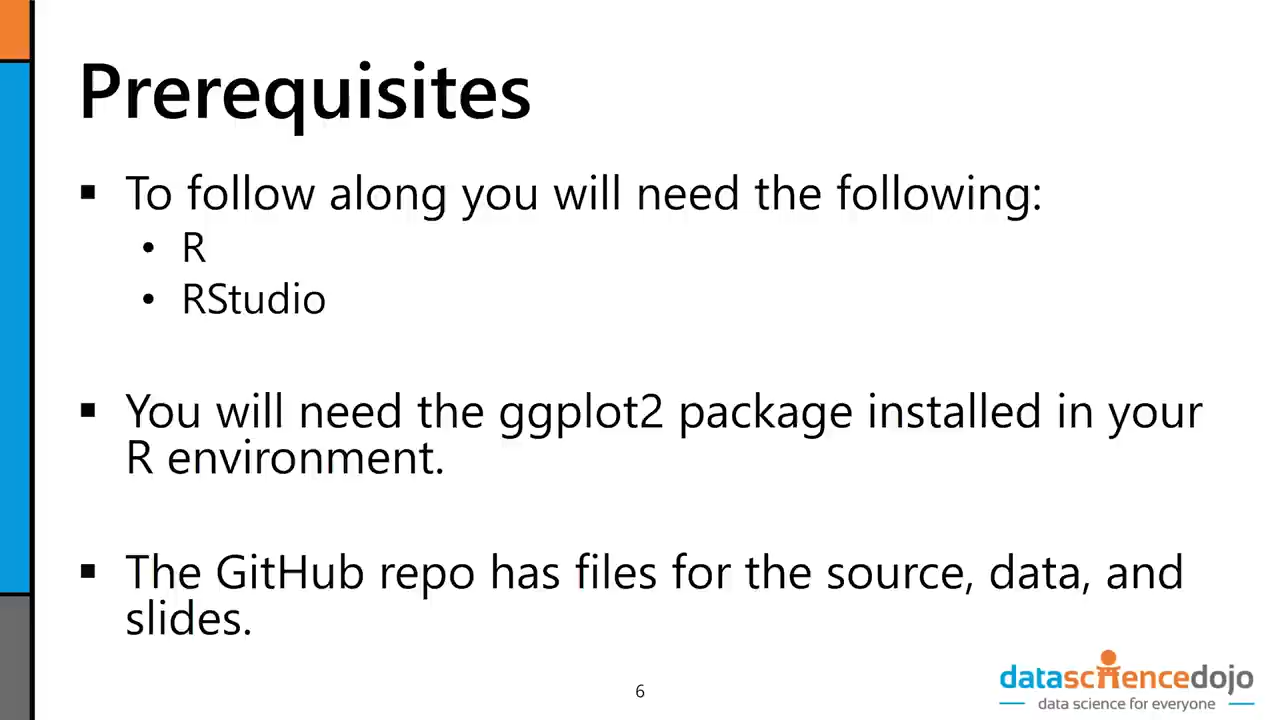 Prerequisites
▪ To follow along you will need the following:
• R
• RStudio
▪ You will need the ggplot2 package installed in your
R environment.
▪ The GitHub repo has files for the source, data, and
slides.
6
datasciencedojo
data science for everyone